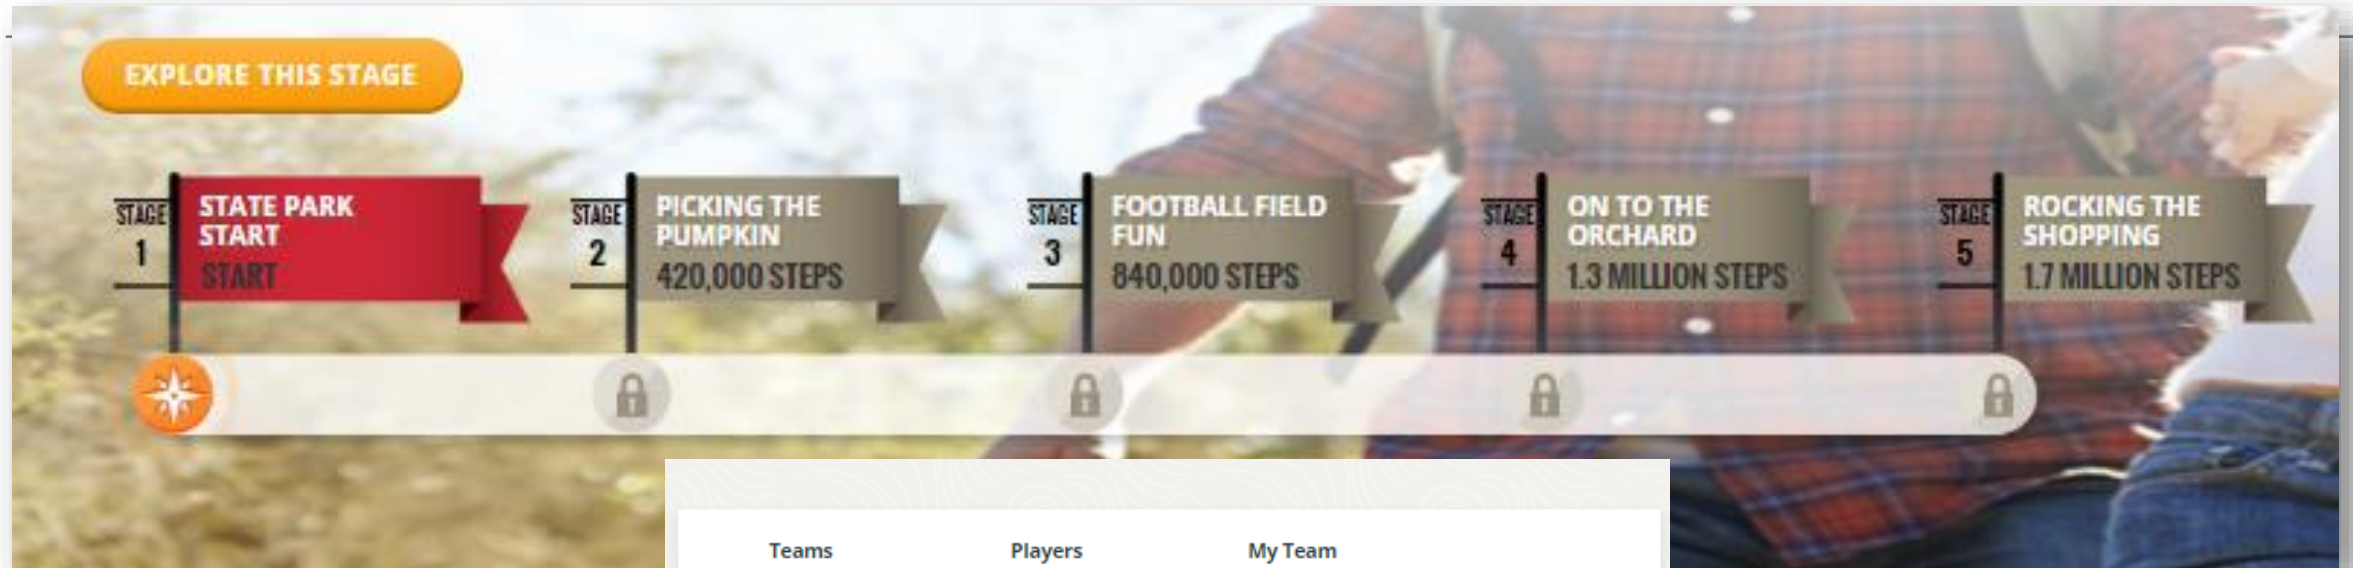 EXPLORE THIS STAGE
STAGE
1
STATE PARK
START
START
STAGE
2
PICKING THE
PUMPKIN
420,000 STEPS
STAGE
3
FOOTBALL FIELD
FUN
840,000 STEPS
STAGE
4
ON TO THE
ORCHARD
1.3 MILLION STEPS
STAGE
5
ROCKING THE
SHOPPING
1.7 MILLION STEPS
Teams Players My Team